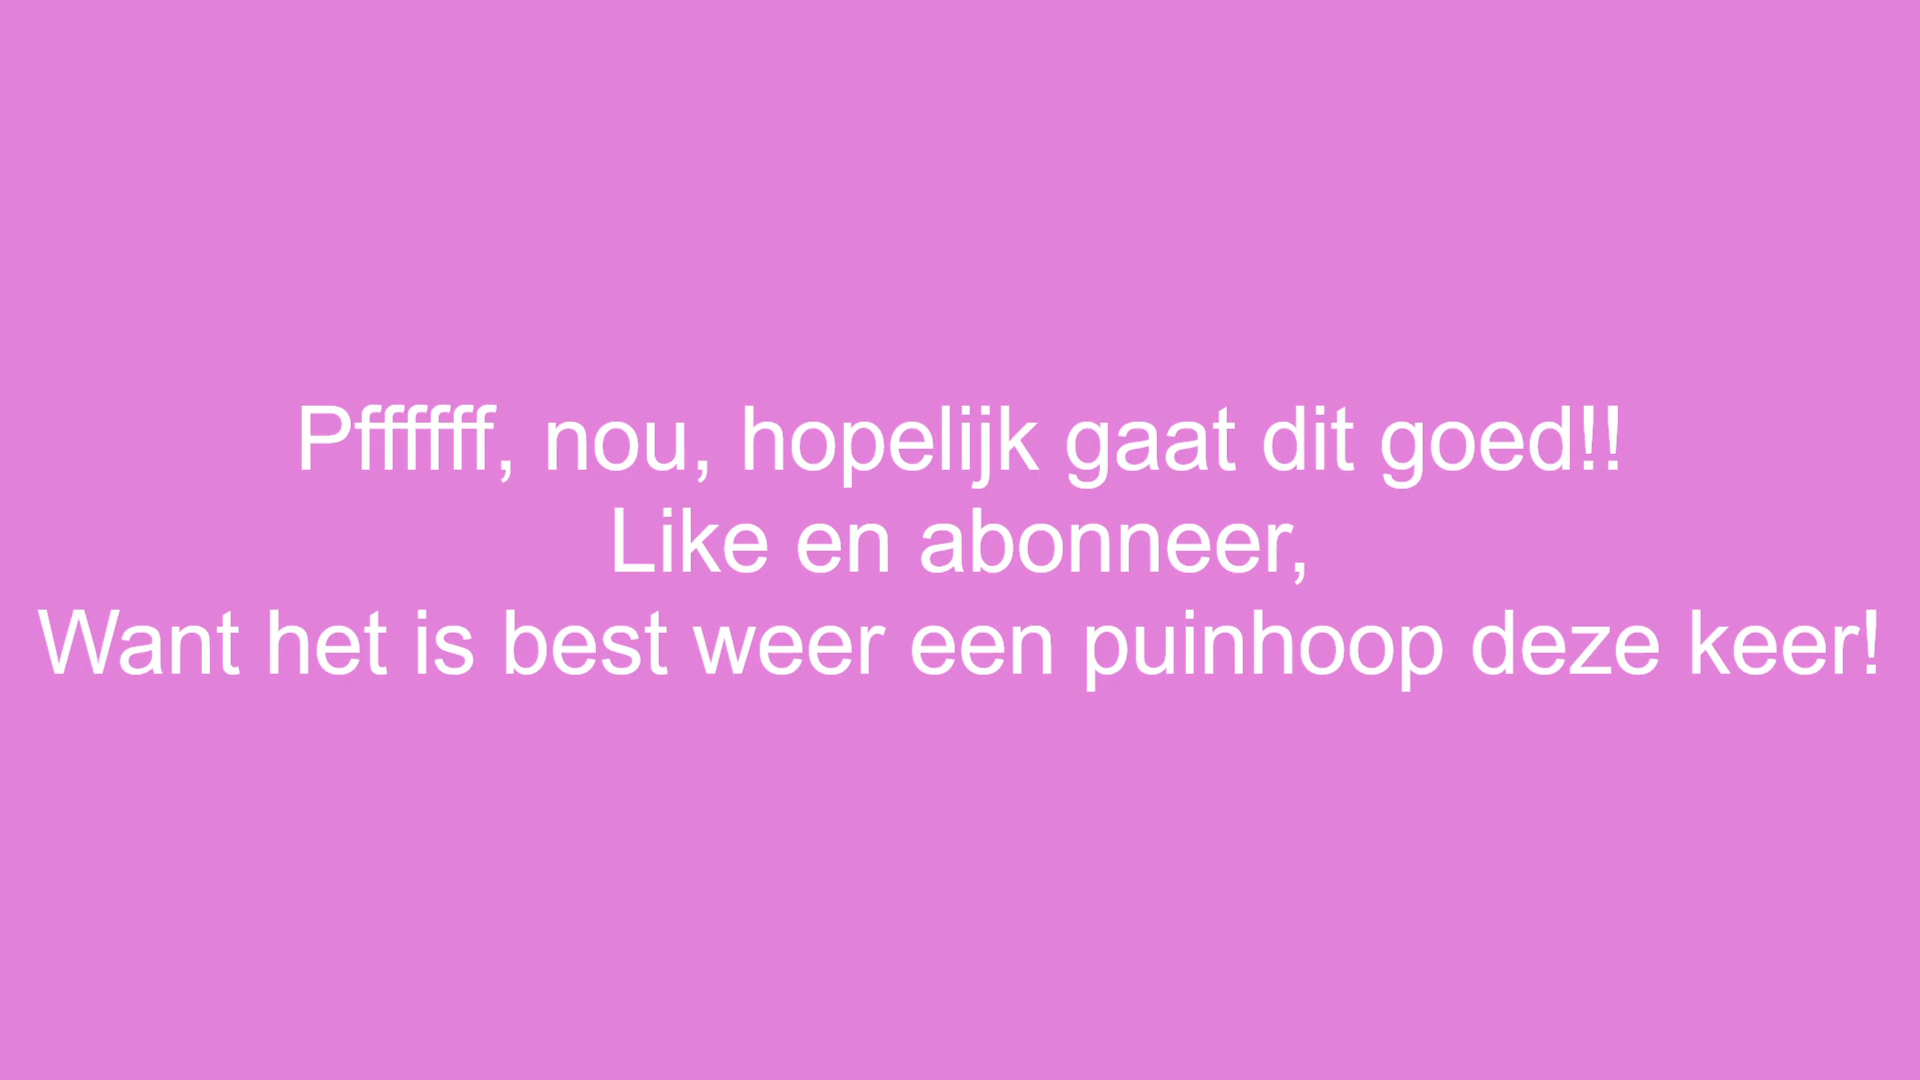 Pffffff, nou, hopelijk gaat dit goed!!
Like en abonneer,
Want het is best weer een puinhoop deze keer!